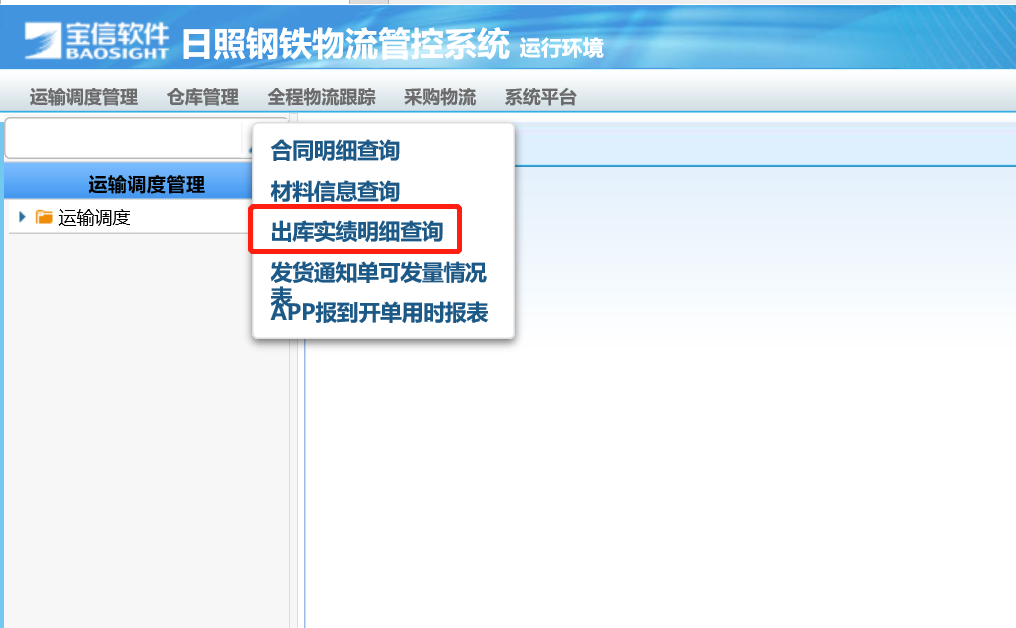 宝信软件
BAOSIGHT
日照钢铁物流管控系统 运行环境
运输调度管理 仓库管理 全程物流跟踪 采购物流 系统平台
合同明细查询
运输调度管理
材料信息查询
运输调度
出库实绩明细查询
发货通知单可发量情况
表
APP报到开单用时报表